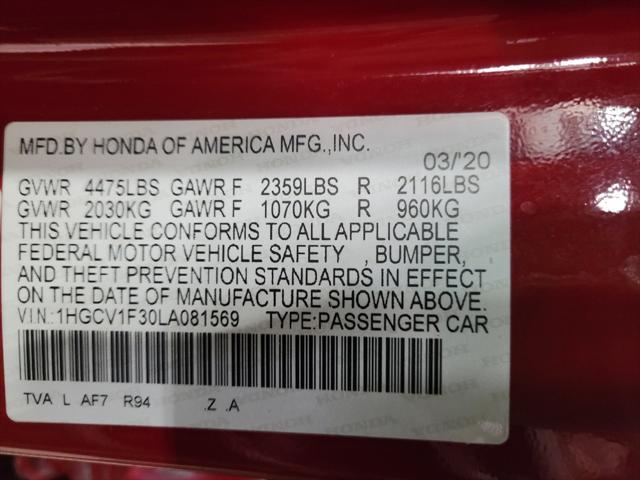 MFD.BY HONDA OF AMERICA MFG.,INC.
03/'20
GVWR 4475LBS GAWR F 2359LBS R 2116LBS
GVWR 2030KG GAWR F 1070KG R 960KG
THIS VEHICLE CONFORMS TO ALL APPLICABLE
FEDERAL MOTOR VEHICLE SAFETY , BUMPER,
AND THEFT PREVENTION STANDARDS IN EFFECT
ON THE DATE OF MANUFACTURE SHOWN ABOVE.
V.I.N.:1HGCV1F30LA081569 TYPE:PASSENGER CAR
TVA L AF7 R94 .Z .A